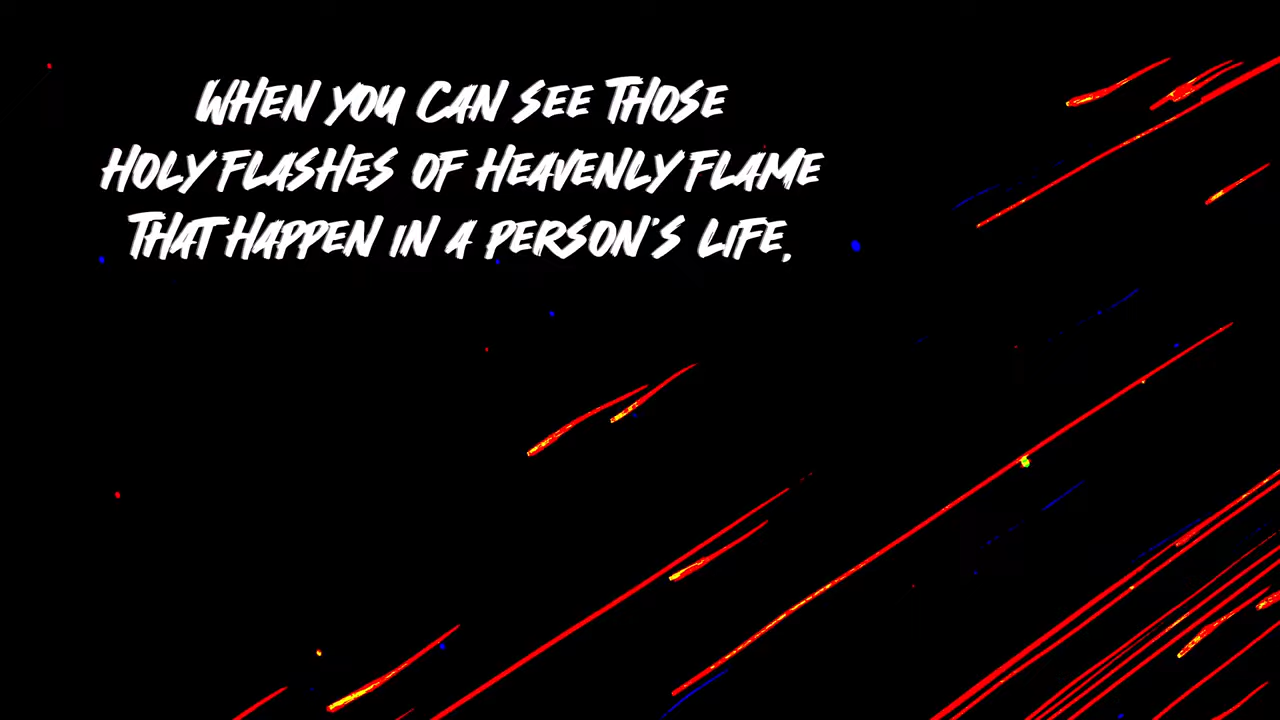 WHEN YOU CAN SEE THOSE
HOLY FLASHES OF HEAVENLY FLAME
THAT HAPPEN IN A PERSON'S LIFE,